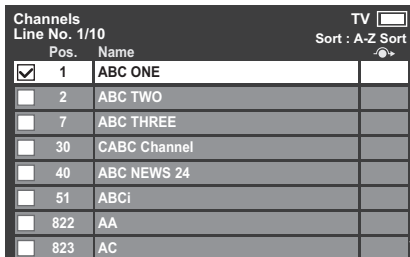 Channels TV
Line No. 1/10 Sort : A-Z Sort
Pos. Name
1 ABC ONE
2 ABC TWO
7 ABC THREE
30 CABC Channel
40 ABC NEWS 24
51 ABCi
822 AA
823 AC